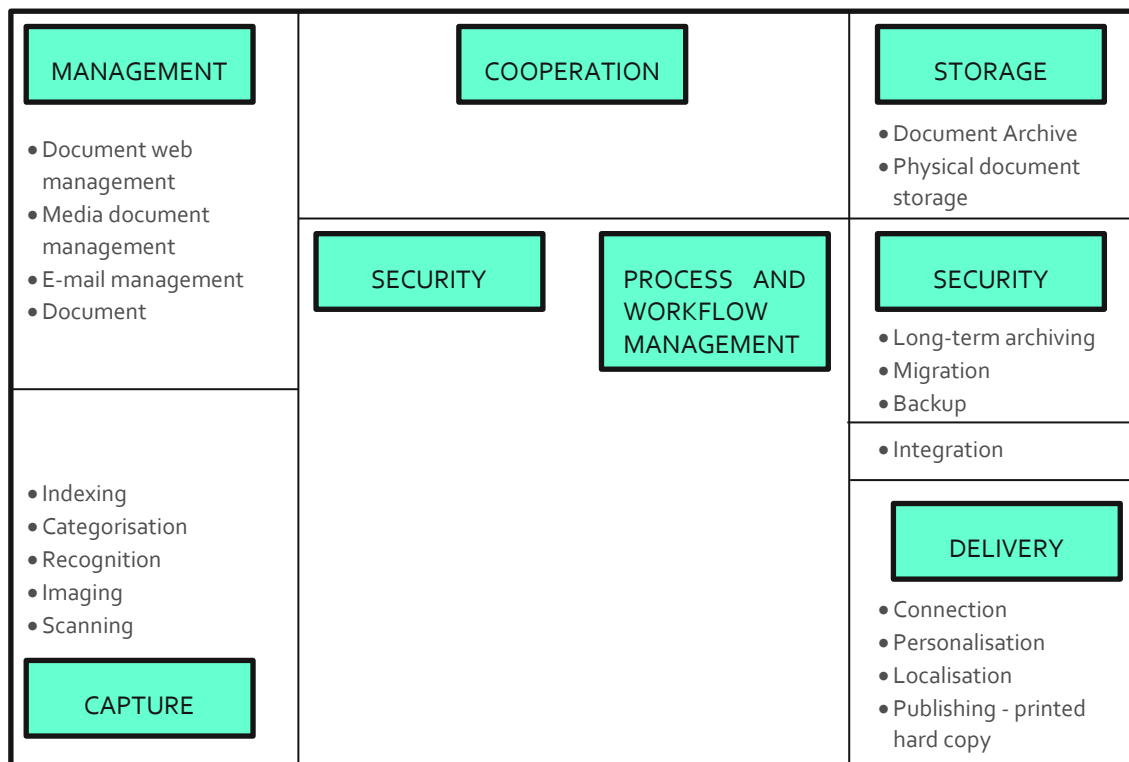 MANAGEMENT
• Document web
management
• Media document
management
• E-mail management
• Document
• Indexing
• Categorisation
• Recognition
• Imaging
• Scanning
CAPTURE
COOPERATION
SECURITY
PROCESS AND
WORKFLOW
MANAGEMENT
STORAGE
• Document Archive
• Physical document
storage
SECURITY
• Long-term archiving
• Migration
• Backup
• Integration
DELIVERY
• Connection
• Personalisation
• Localisation
• Publishing - printed
hard copy